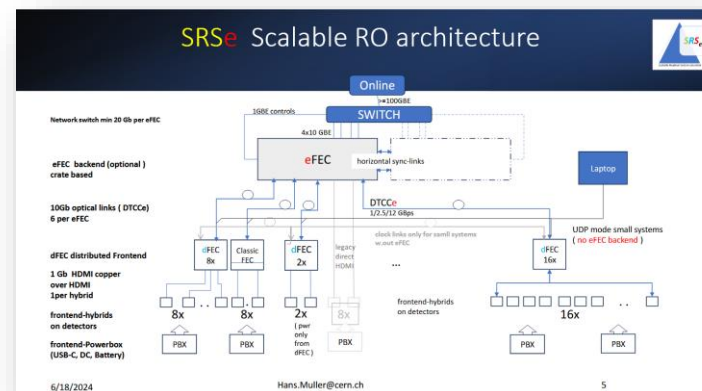 SRSe Scalable RO architecture
SRSe
Online
100GBE
1GBE controls
SWITCH
Network switch min 20 Gb per eFEC
4x10 GBE
eFEC
horizontal sync-links
eFEC backend (optional )
crate based
Laptop
DTCCe
1/2.5/12 GBps
10Gb optical links ( DTCCe)
6 per eFEC
UDP mode small systems
( no eFEC backend )
clock links only for samll systems
w.out eFEC
legacy
direct
HDMI
dFEC
8x
Classic
FEC
dFEC
2x
...
dFEC
16x
dFEC distributed Frontend
1 Gb HDMI copper
over HDMI
1per hybrid
frontend-hybrids
on detectors
8x
8x
2x
8x
frontend-hybrids
on detectors
16x
( pwr
only
from
dFEC )
frontend-Powerbox
(USB-C, DC, Battery)
PBX
PBX
PBX
PBX
PBX
6/18/2024
Hans.Muller@cern.ch
5